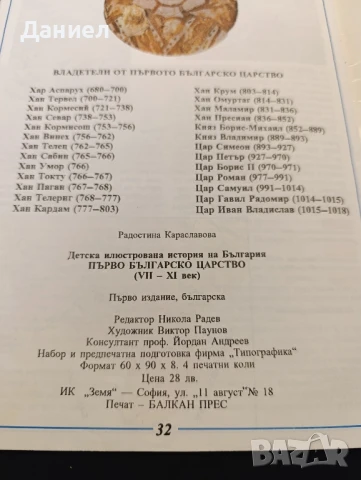 Даниел
ВЛАДЕТЕЛИ ОТ ПЪРВОТО БЪЛГАРСКО ЦАРСТВО
Хан Аспарух (680—700)
Хан Тервел (700—721)
Хан Кормесий (721—738)
Хан Севар (738—753)
Хан Кормисош (753—756)
Хан Винех (756—762)
Хан Телец (762—765)
Хан Сабин (765—766)
Хан Умор (766)
Хан Токту (766—767)
Хан Паган (767—768)
Хан Телериг (768—777)
Хан Кардам (777—803)
Хан Крум (803—814)
Хан Омуртаг (814—831)
Хан Маламир (831—836)
Хан Пресиян (836—852)
Княз Борис-Михаил (852—889)
Княз Владимир (889—893)
Цар Симеон (893—927)
Цар Петър (927—970)
Цар Борис II (970—971)
Цар Роман (977—991)
Цар Самуил (991—1014)
Цар Гавил Радомир (1014—1015)
Цар Иван Владислав (1015—1018)
Радостина Караславова
Детска илюстрована история на България
ПЪРВО БЪЛГАРСКО ЦАРСТВО
(VII — XI век)
Първо издание, българска
Редактор Никола Радев
Художник Виктор Паунов
Консултант проф. Йордан Андреев
Набор и предпечатна подготовка фирма „Типографика“
Формат 60 x 90 x 8. 4 печатни коли
Цена 28 лв.
ИК „Земя“ — София, ул. „11 август“ № 18
Печат — БАЛКАН ПРЕС
32
bazar